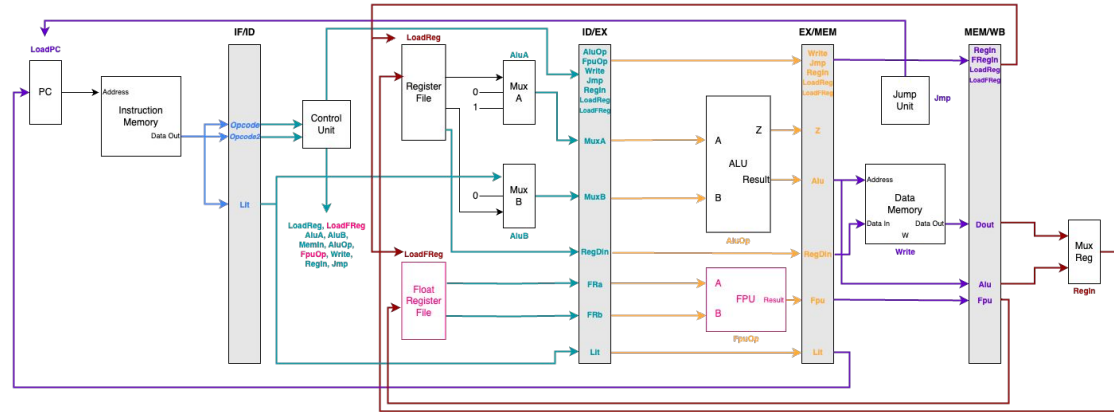 IF/ID
ID/EX
EX/MEM
MEM/WB
LoadPC
PC
Address
Instruction
Memory
Data Out
Opcode
Opcode2
Lit
Control
Unit
LoadReg, LoadFReg
AluA, AluB,
MemIn, AluOp,
FpuOp, Write,
RegIn, Jmp
LoadReg
Register
File
AluA
Mux
A
0
1
Mux
B
0
AluB
LoadFReg
Float
Register
File
AluOp
FpuOp
Write
Jmp
RegIn
LoadReg
LoadFReg
MuxA
MuxB
RegDin
FRa
FRb
Lit
A
B
Z
ALU
Result
AluOp
A
B
FPU
Result
FpuOp
Write
Jmp
RegIn
LoadReg
LoadFReg
Z
Alu
RegDin
Fpu
Lit
Jump
Unit
Jmp
Address
Data
Memory
Data In
Data Out
W
Write
RegIn
FRegIn
LoadReg
LoadFReg
Dout
Alu
Fpu
Mux
Reg
RegIn